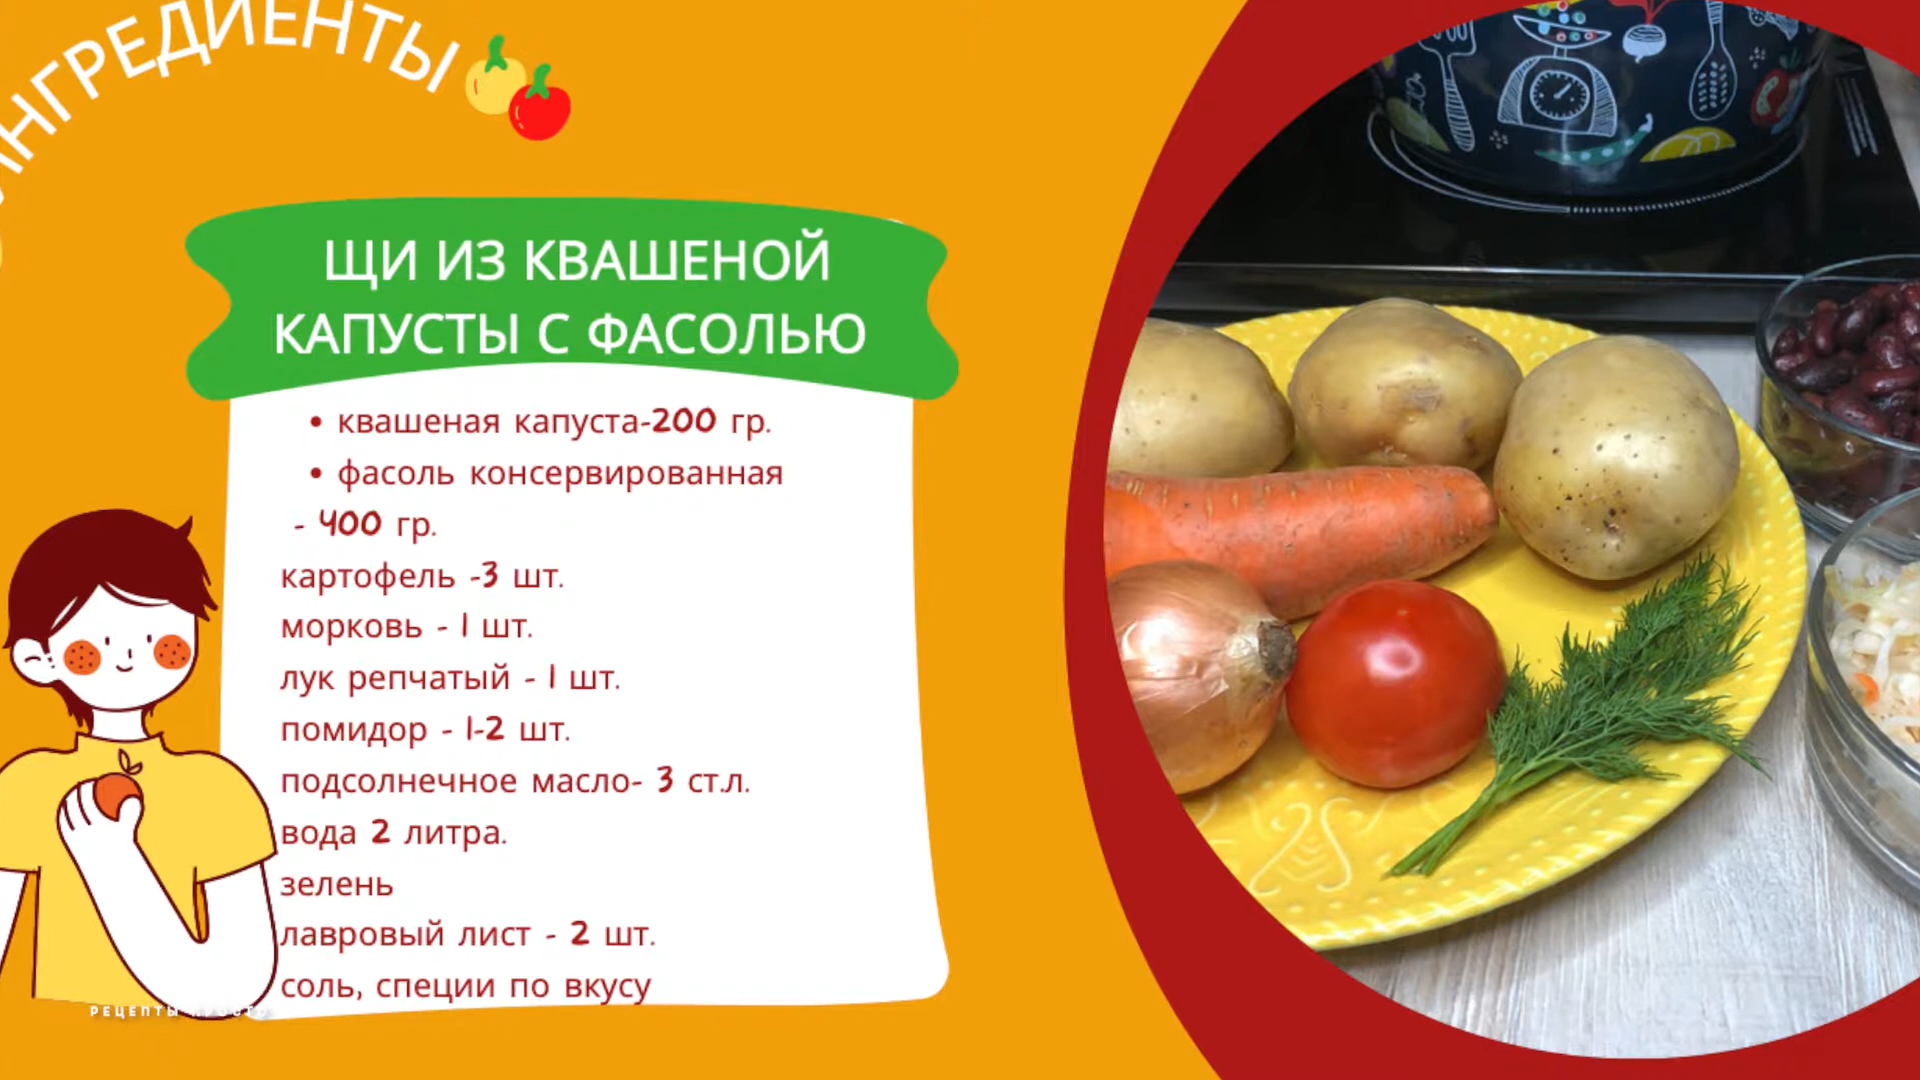 ИНГРЕДИЕНТЫ
ЩИ ИЗ КВАШЕНОЙ
КАПУСТЫ С ФАСОЛЬЮ
• квашеная капуста-200 гр.
• фасоль консервированная
- 400 гр.
картофель -3 шт.
морковь - 1 шт.
лук репчатый - 1 шт.
помидор - 1-2 шт.
подсолнечное масло- 3 ст.л.
вода 2 литра.
зелень
лавровый лист - 2 шт.
соль, специи по вкусу
РЕЦЕПТЫ ПРОСТО